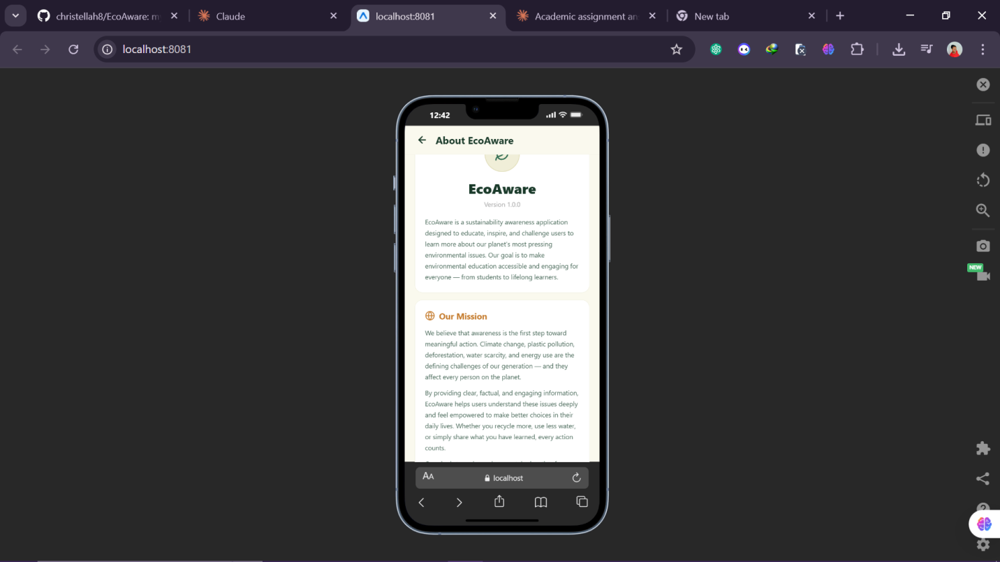 christellah8/EcoAware: m
Claude
localhost:8081
Academic assignment an
New tab
localhost:8081
12:42
About EcoAware
EcoAware
Version 1.0.0
EcoAware is a sustainability awareness application
designed to educate, inspire, and challenge users to
learn more about our planet's most pressing
environmental issues. Our goal is to make
environmental education accessible and engaging for
everyone — from students to lifelong learners.
Our Mission
We believe that awareness is the first step toward
meaningful action. Climate change, plastic pollution,
deforestation, water scarcity, and energy use are the
defining challenges of our generation — and they
affect every person on the planet.
By providing clear, factual, and engaging information,
EcoAware helps users understand these issues deeply
and feel empowered to make better choices in their
daily lives. Whether you recycle more, use less water,
or simply share what you have learned, every action
counts.
AA
localhost
NEW